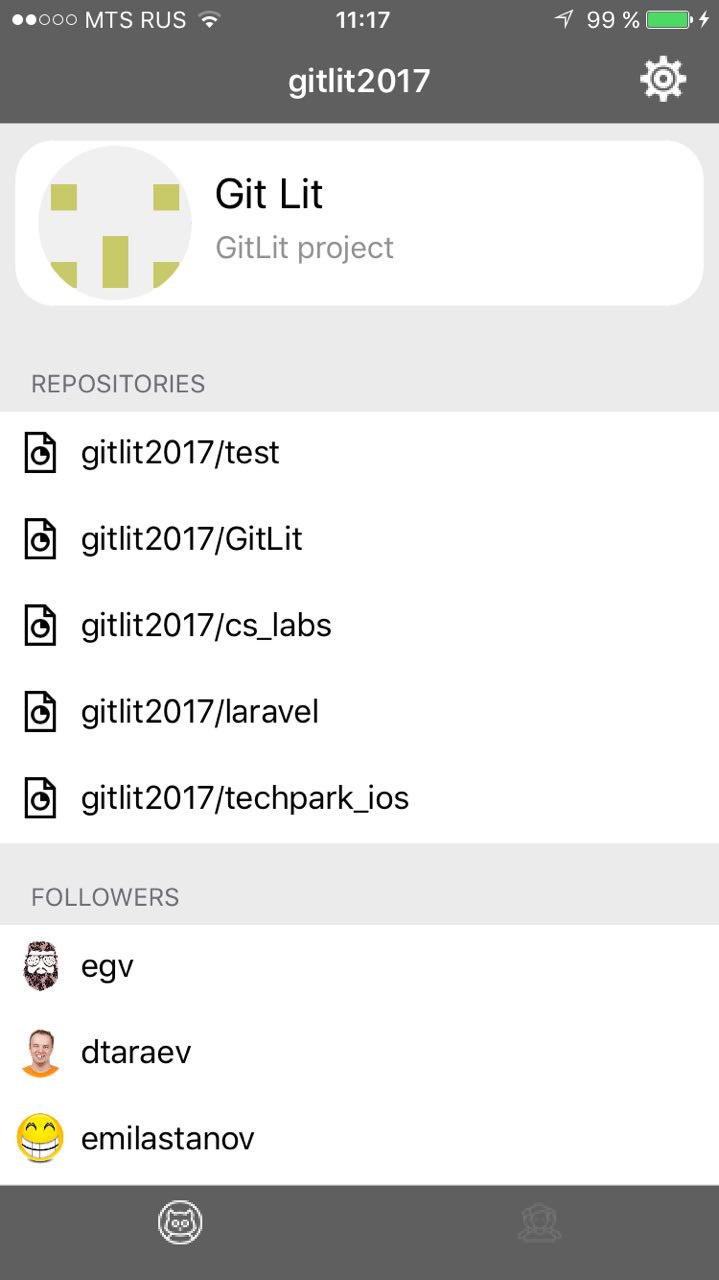 MTS RUS 11:17 99 %
gitlit2017
Git Lit
GitLit project
REPOSITORIES
gitlit2017/test
gitlit2017/GitLit
gitlit2017/cs_labs
gitlit2017/laravel
gitlit2017/techpark_ios
FOLLOWERS
egv
dtaraev
emilastanov